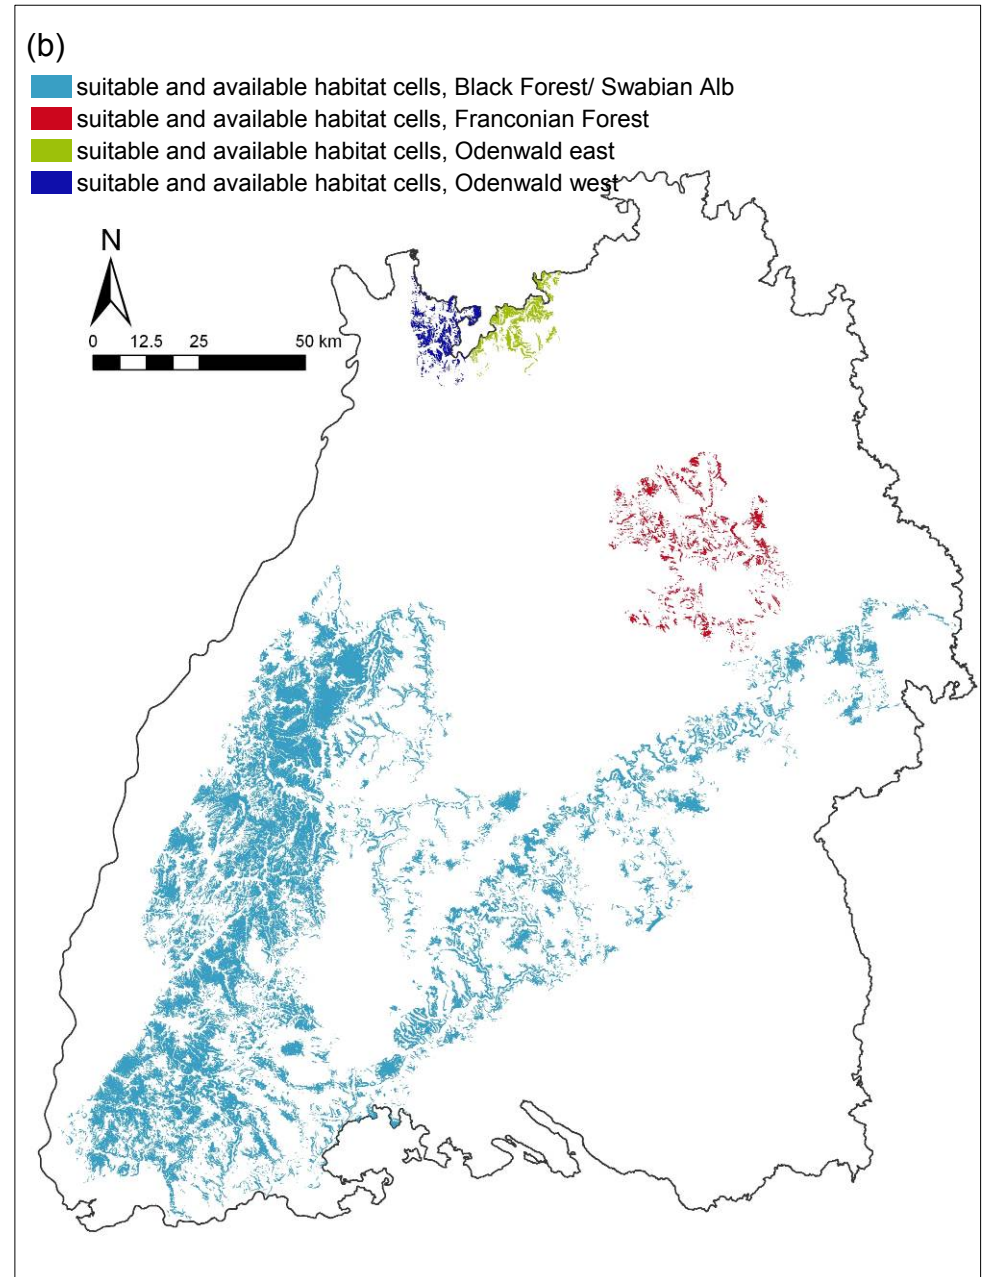 (b)
suitable and available habitat cells, Black Forest/ Swabian Alb
suitable and available habitat cells, Franconian Forest
suitable and available habitat cells, Odenwald east
suitable and available habitat cells, Odenwald west
N
0 12.5 25 50 km